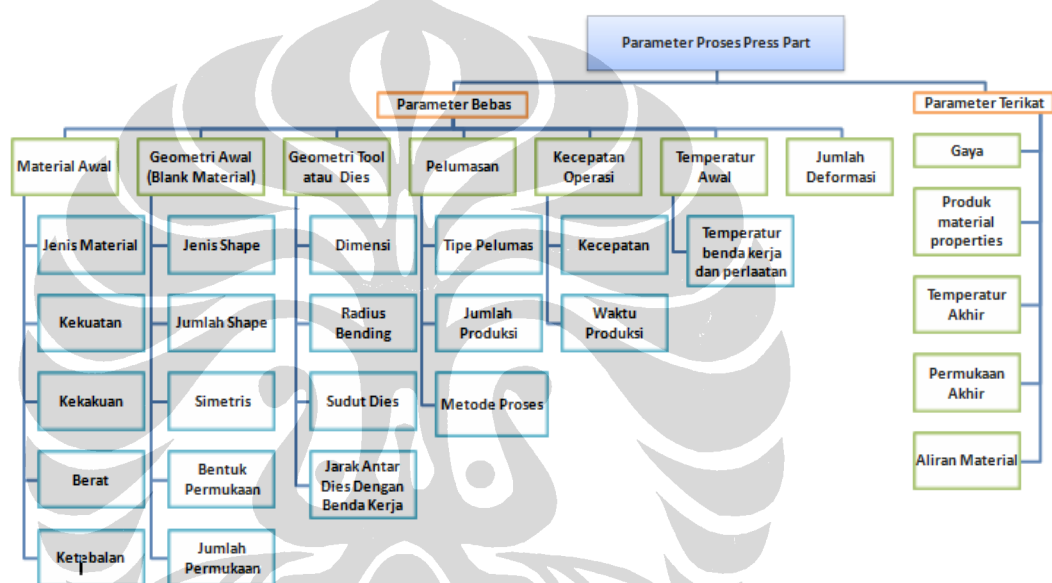 Parameter Proses Press Part
Parameter Bebas
Parameter Terikat
Material Awal
Geometri Awal
(Blank Material)
Geometri Tool
atau Dies
Pelumasan
Kecepatan
Operasi
Temperatur
Awal
Jumlah
Deformasi
Jenis Material
Kekuatan
Kekakuan
Berat
Ketebalan
Jenis Shape
Jumlah Shape
Simetris
Bentuk
Permukaan
Jumlah
Permukaan
Dimensi
Radius
Bending
Sudut Dies
Jarak Antar
Dies Dengan
Benda Kerja
Tipe Pelumas
Jumlah
Produksi
Metode Proses
Kecepatan
Waktu
Produksi
Temperatur
benda kerja
dan perlaatan
Gaya
Produk
material
properties
Temperatur
Akhir
Permukaan
Akhir
Aliran Material